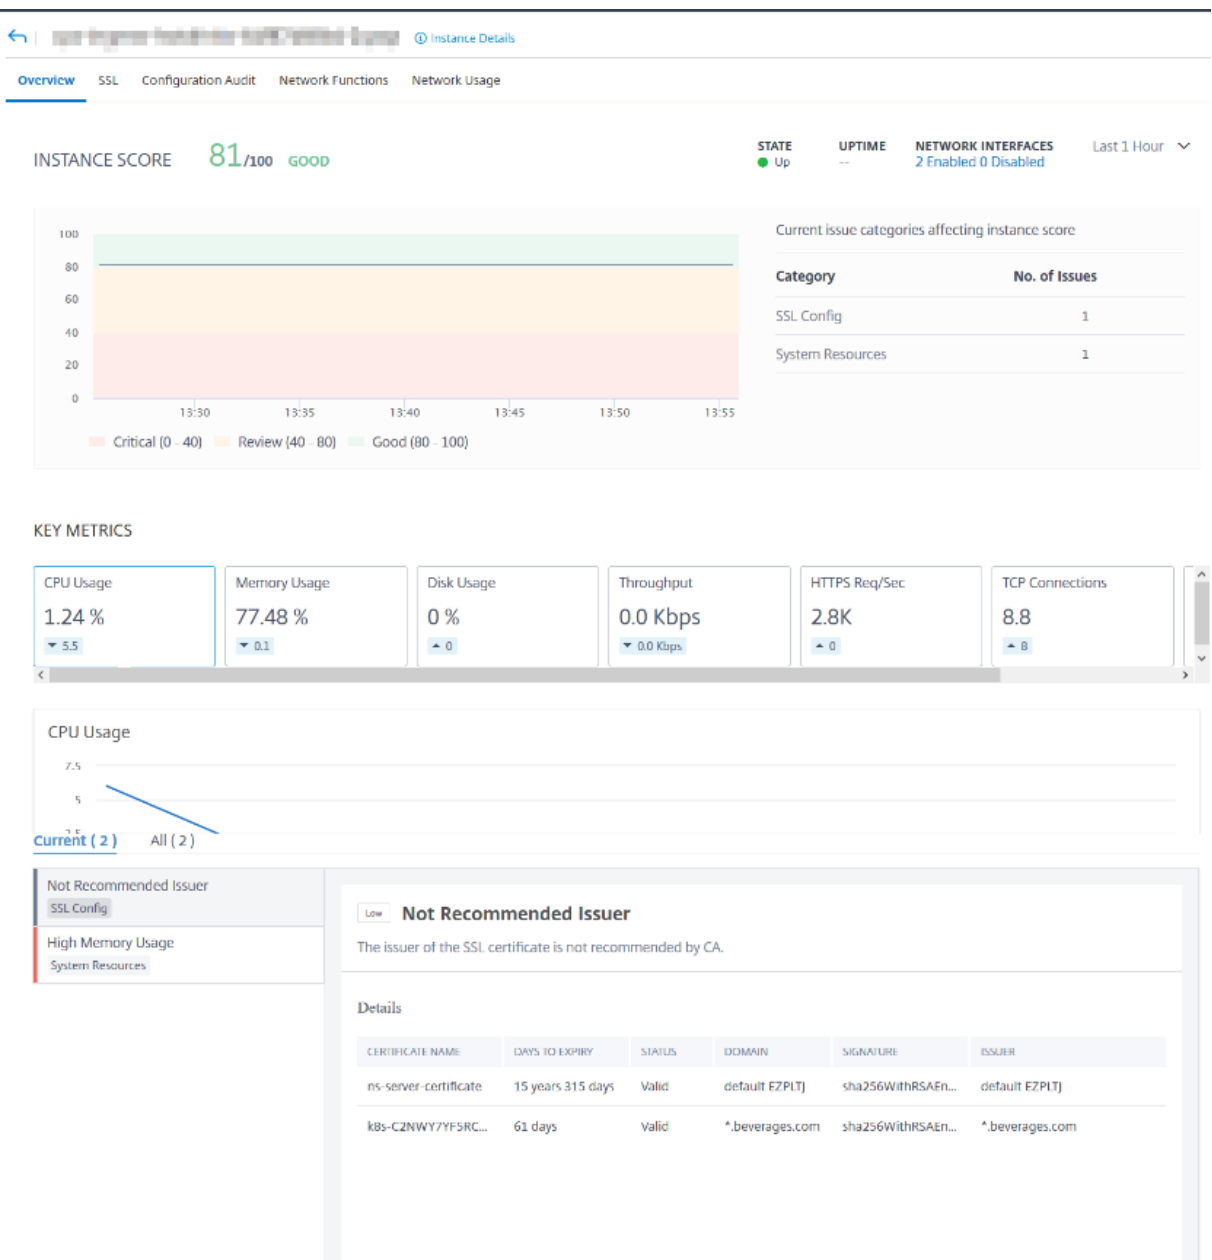 Instance Details
Overview SSL Configuration Audit Network Functions Network Usage
INSTANCE SCORE 81/100 GOOD
STATE UPTIME NETWORK INTERFACES Last 1 Hour
Up -- 2 Enabled 0 Disabled
Current issue categories affecting instance score
Category No. of Issues
SSL Config 1
System Resources 1
100
80
60
40
20
0
13:30 13:35 13:40 13:45 13:50 13:55
Critical (0 - 40) Review (40 - 80) Good (80 - 100)
KEY METRICS
CPU Usage Memory Usage Disk Usage Throughput HTTPS Req/Sec TCP Connections
1.24 % 77.48 % 0 % 0.0 Kbps 2.8K 8.8
5.5 0.1 0 0.0 Kbps 0 8
CPU Usage
7.5
5
Current ( 2 ) All ( 2 )
Not Recommended Issuer
SSL Config
High Memory Usage
System Resources
Low Not Recommended Issuer
The issuer of the SSL certificate is not recommended by CA.
Details
CERTIFICATE NAME DAYS TO EXPIRY STATUS DOMAIN SIGNATURE ISSUER
ns-server-certificate 15 years 315 days Valid default EZPLTJ sha256WithRSAEn... default EZPLTJ
k8s-C2NWY7YF5RC... 61 days Valid *.beverages.com sha256WithRSAEn... *.beverages.com